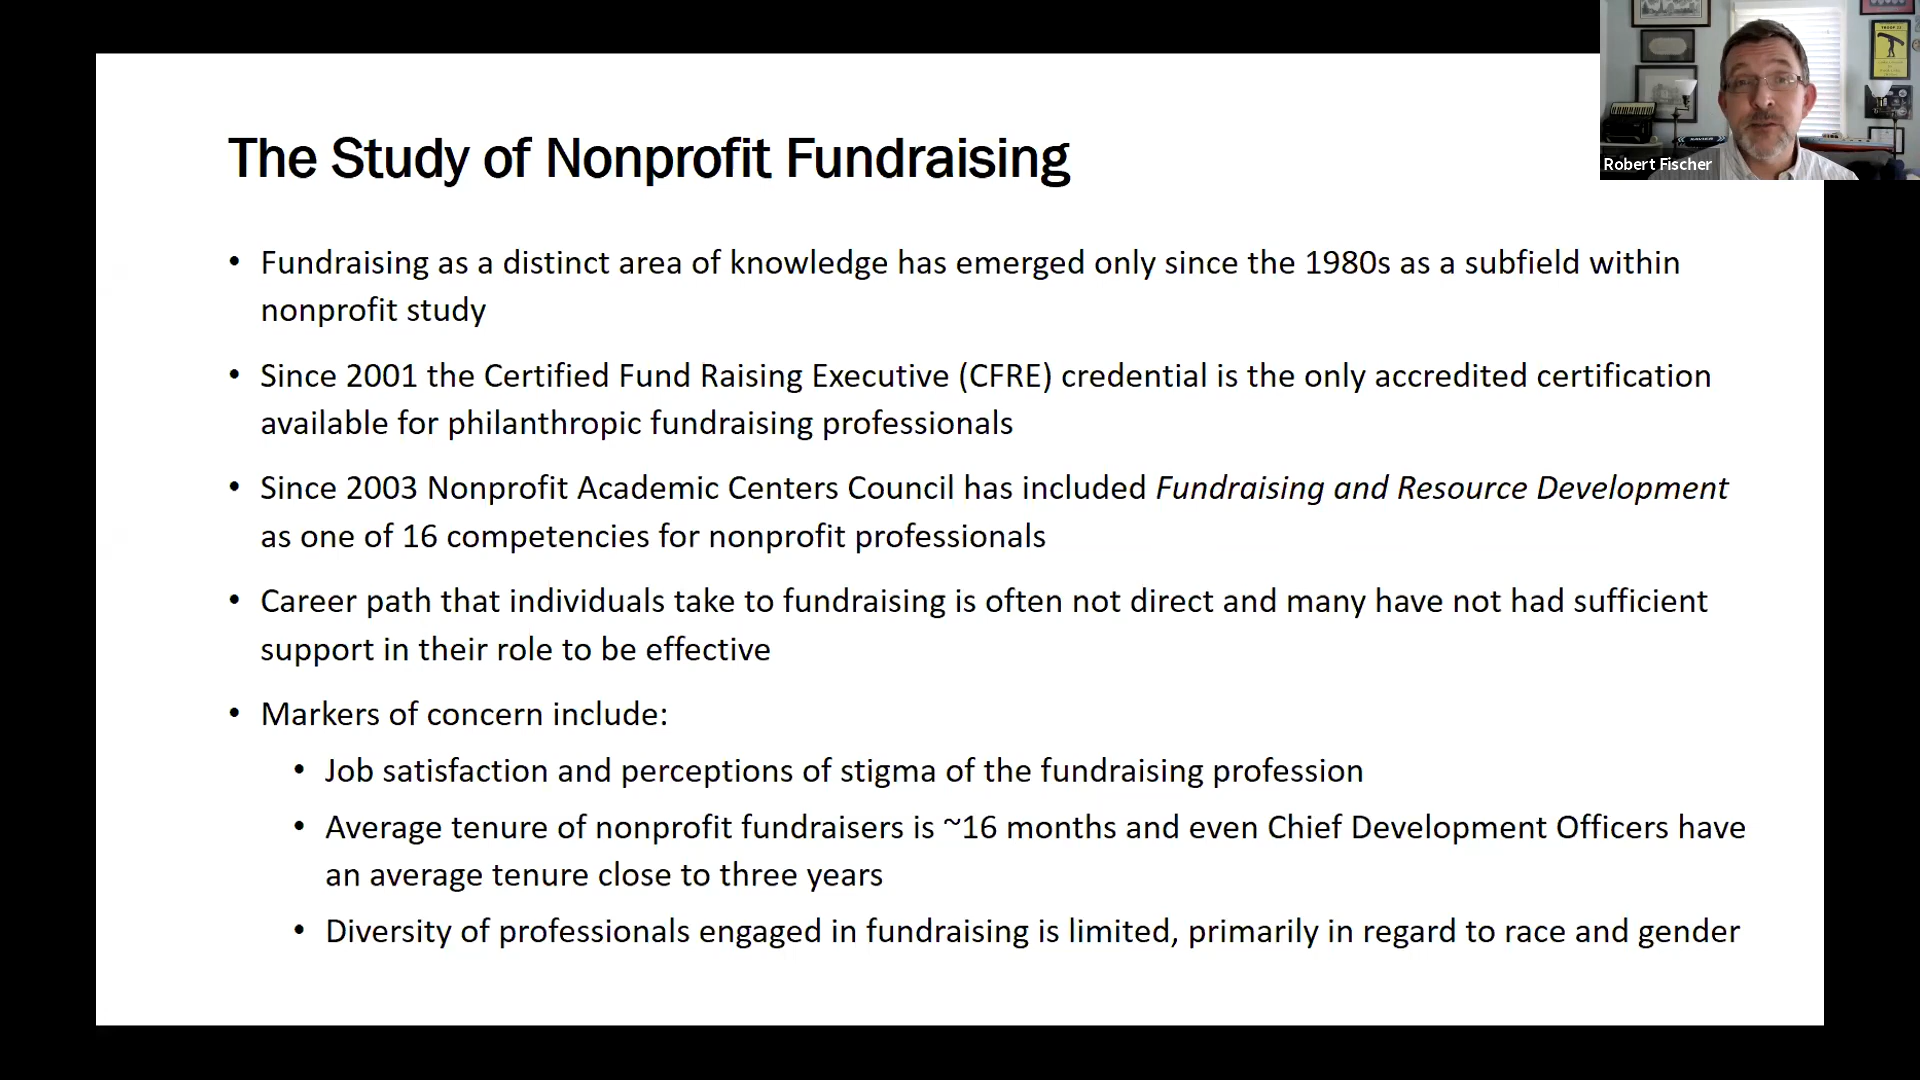 The Study of Nonprofit Fundraising
Robert Fischer
• Fundraising as a distinct area of knowledge has emerged only since the 1980s as a subfield within
nonprofit study
• Since 2001 the Certified Fund Raising Executive (CFRE) credential is the only accredited certification
available for philanthropic fundraising professionals
• Since 2003 Nonprofit Academic Centers Council has included Fundraising and Resource Development
as one of 16 competencies for nonprofit professionals
• Career path that individuals take to fundraising is often not direct and many have not had sufficient
support in their role to be effective
• Markers of concern include:
• Job satisfaction and perceptions of stigma of the fundraising profession
• Average tenure of nonprofit fundraisers is ~16 months and even Chief Development Officers have
an average tenure close to three years
• Diversity of professionals engaged in fundraising is limited, primarily in regard to race and gender